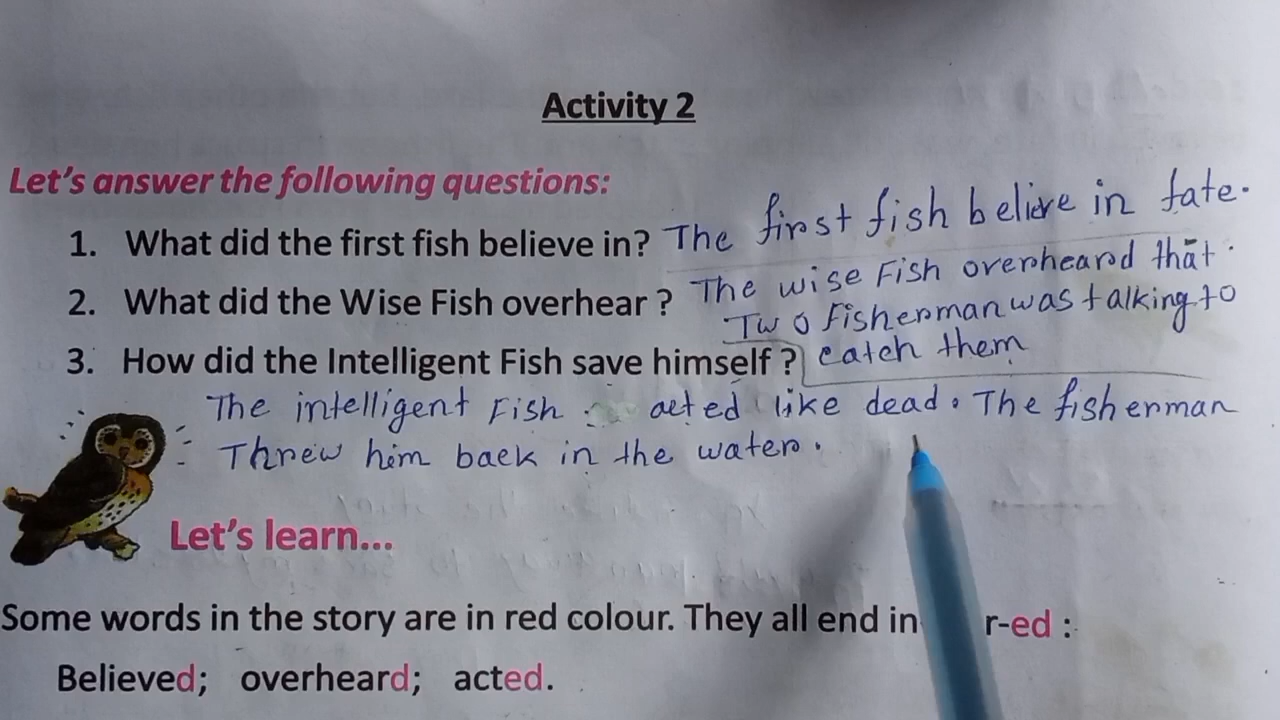 Activity 2
Let's answer the following questions:
1. What did the first fish believe in? The first fish believe in fate.
2. What did the Wise Fish overhear ? The wise Fish overheard that
Two fisherman was talking to
3. How did the Intelligent Fish save himself ? catch them
The intelligent Fish acted like dead. The fisherman
Threw him back in the water.
Let's learn...
Some words in the story are in red colour. They all end in r-ed :
Believed; overheard; acted.